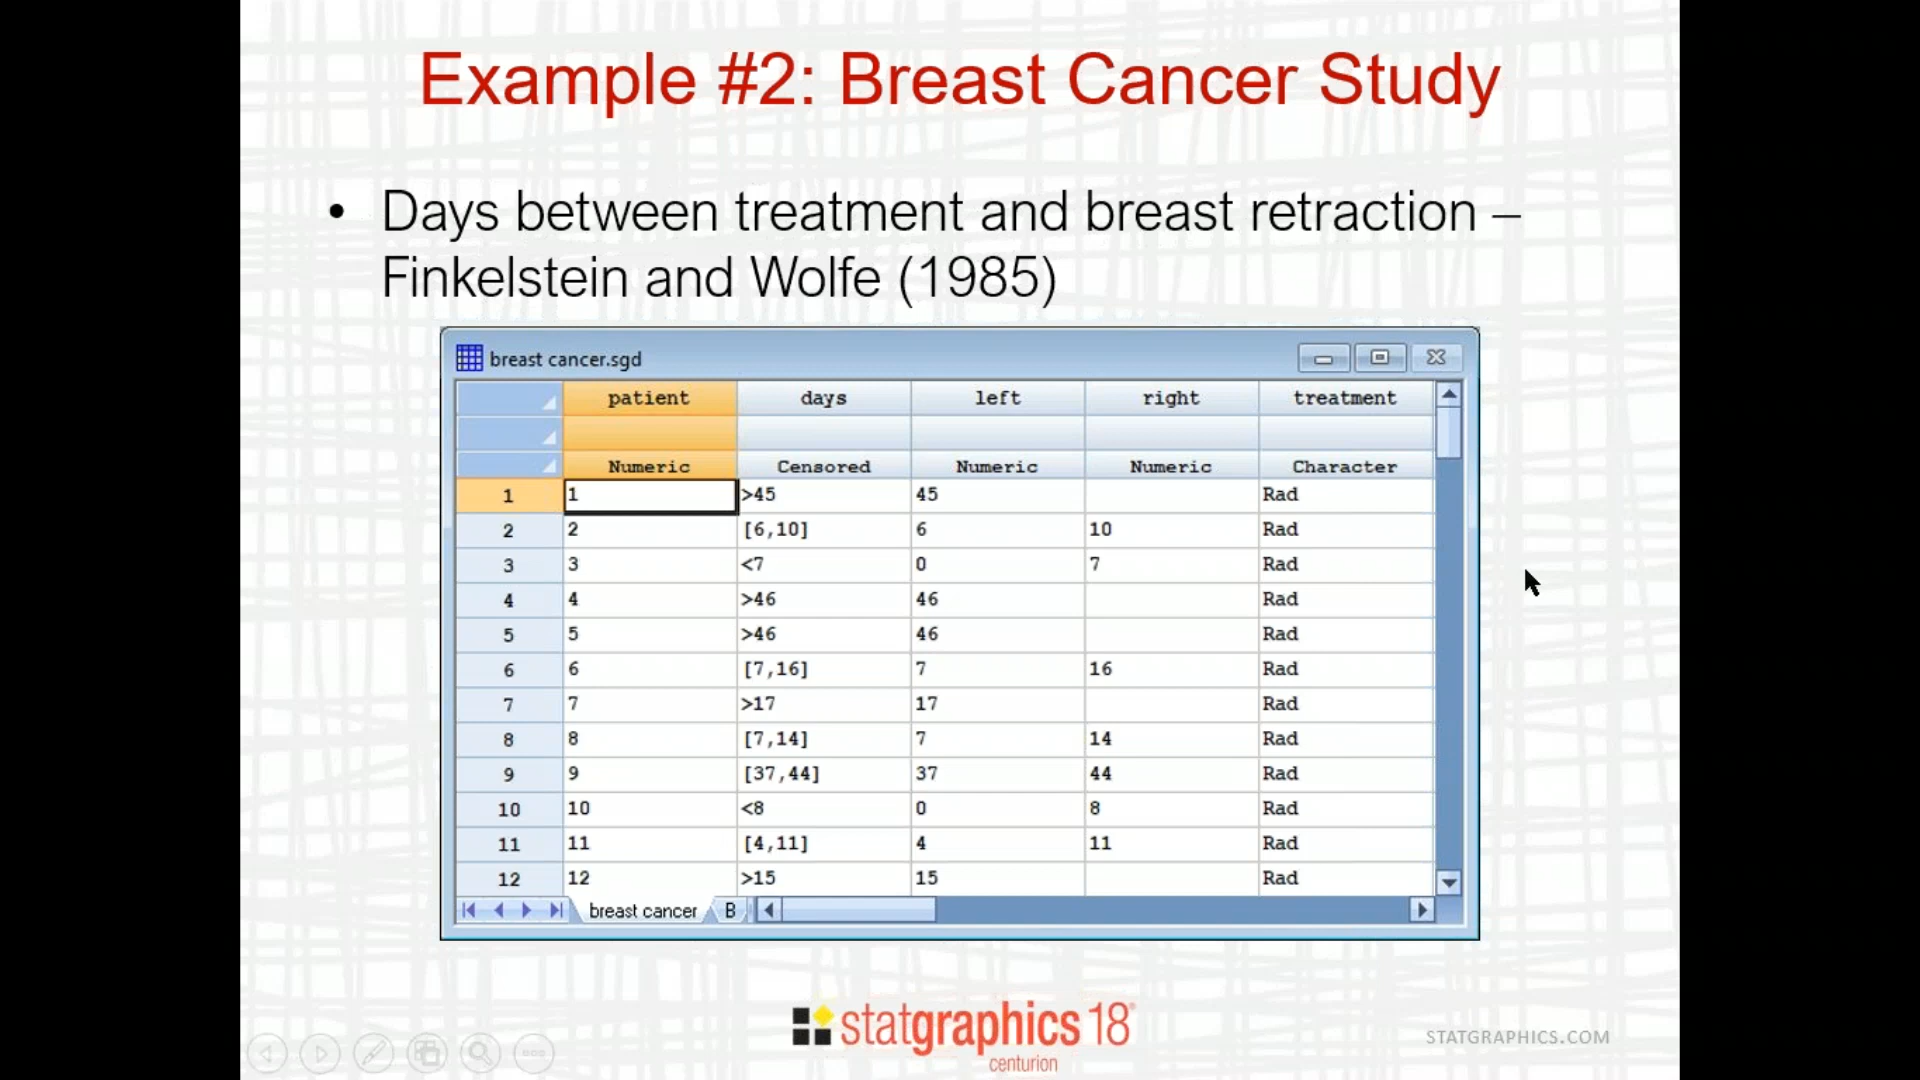 Example #2: Breast Cancer Study
• Days between treatment and breast retraction –
Finkelstein and Wolfe (1985)
breast cancer.sgd
patient days left right treatment
Numeric Censored Numeric Numeric Character
1 1 >45 45 Rad
2 2 [6,10] 6 10 Rad
3 3 <7 0 7 Rad
4 4 >46 46 Rad
5 5 >46 46 Rad
6 6 [7,16] 7 16 Rad
7 7 >17 17 Rad
8 8 [7,14] 7 14 Rad
9 9 [37,44] 37 44 Rad
10 10 <8 0 8 Rad
11 11 [4,11] 4 11 Rad
12 12 >15 15 Rad
breast cancer B
statgraphics 18®
centurion
STATGRAPHICS.COM